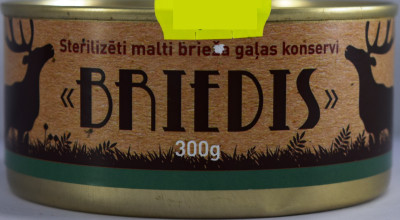 Sterilizēti malti brieža gaļas konservi
«BRIEDIS»
300g